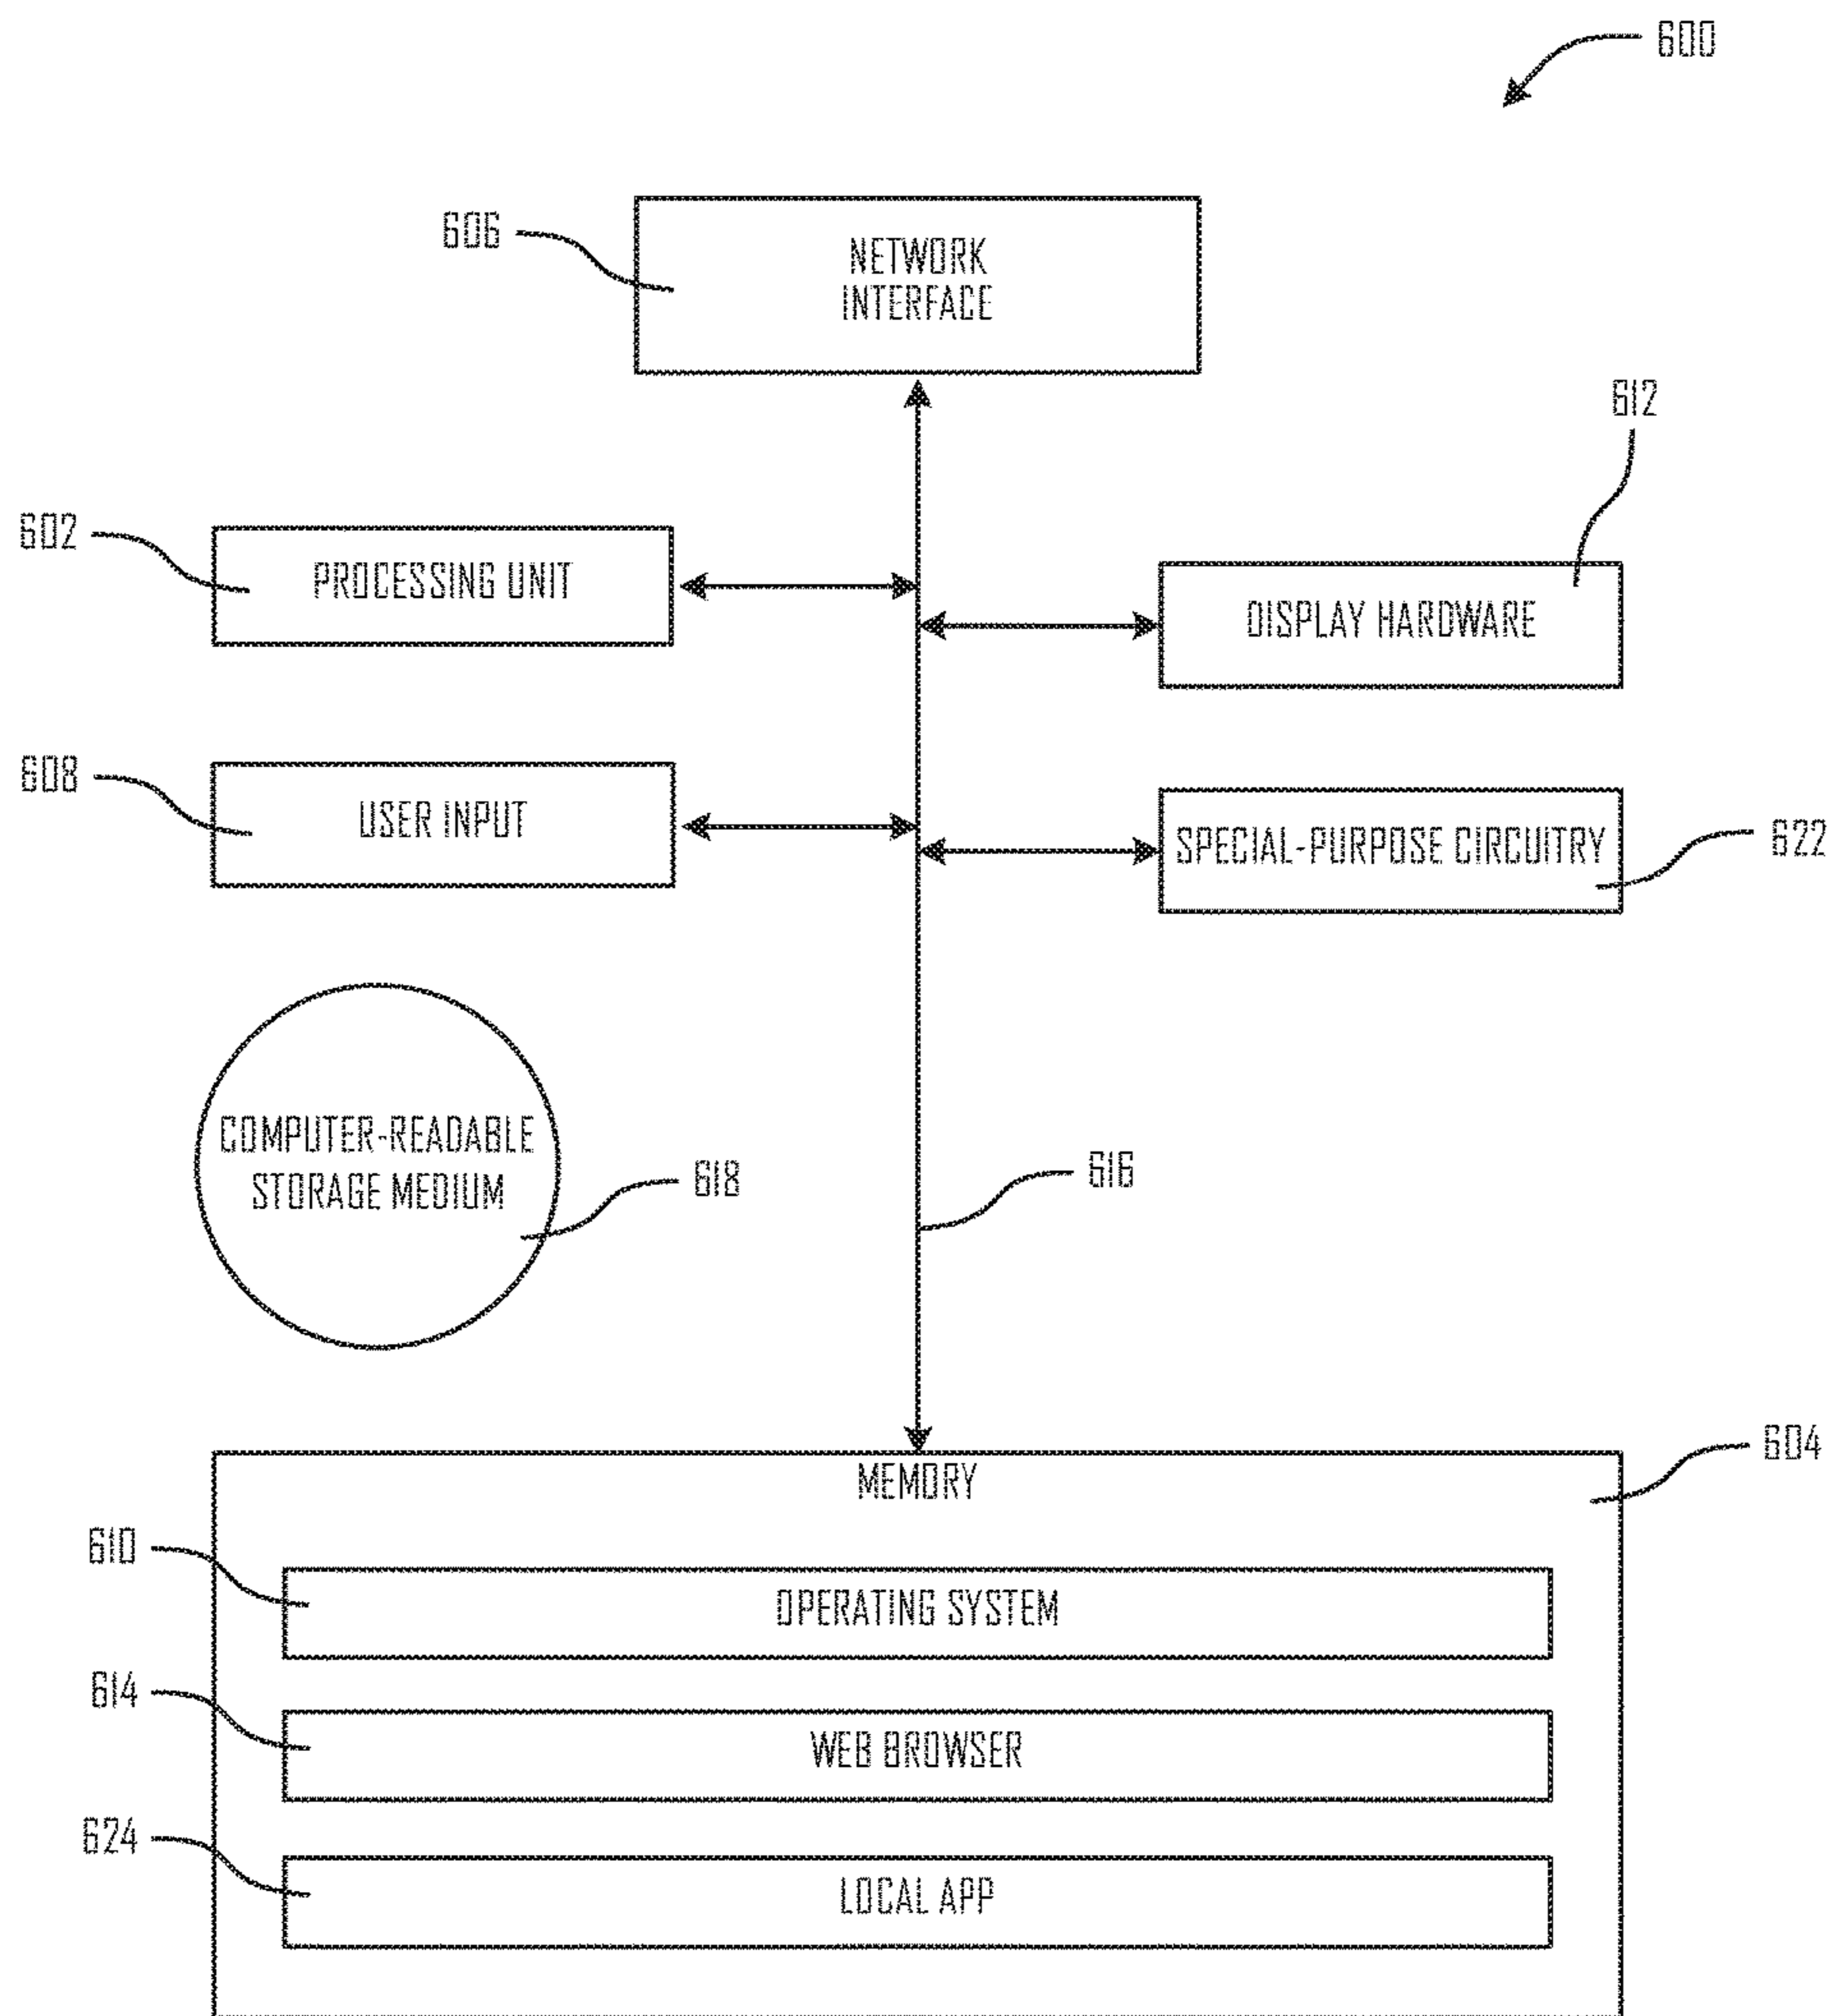 600
606
NETWORK
INTERFACE
612
602
PROCESSING UNIT
DISPLAY HARDWARE
608
USER INPUT
SPECIAL-PURPOSE CIRCUITRY
622
COMPUTER-READABLE
STORAGE MEDIUM
618
616
604
MEMORY
610
OPERATING SYSTEM
614
WEB BROWSER
624
LOCAL APP